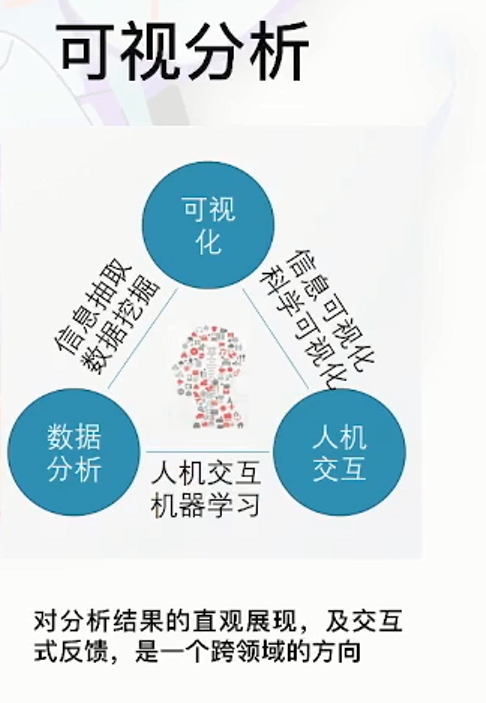 可视分析
可视
化
信息抽取
数据挖掘
信息可视化
科学可视化
数据
分析
人机
交互
人机交互
机器学习
对分析结果的直观展现，及交互
式反馈，是一个跨领域的方向